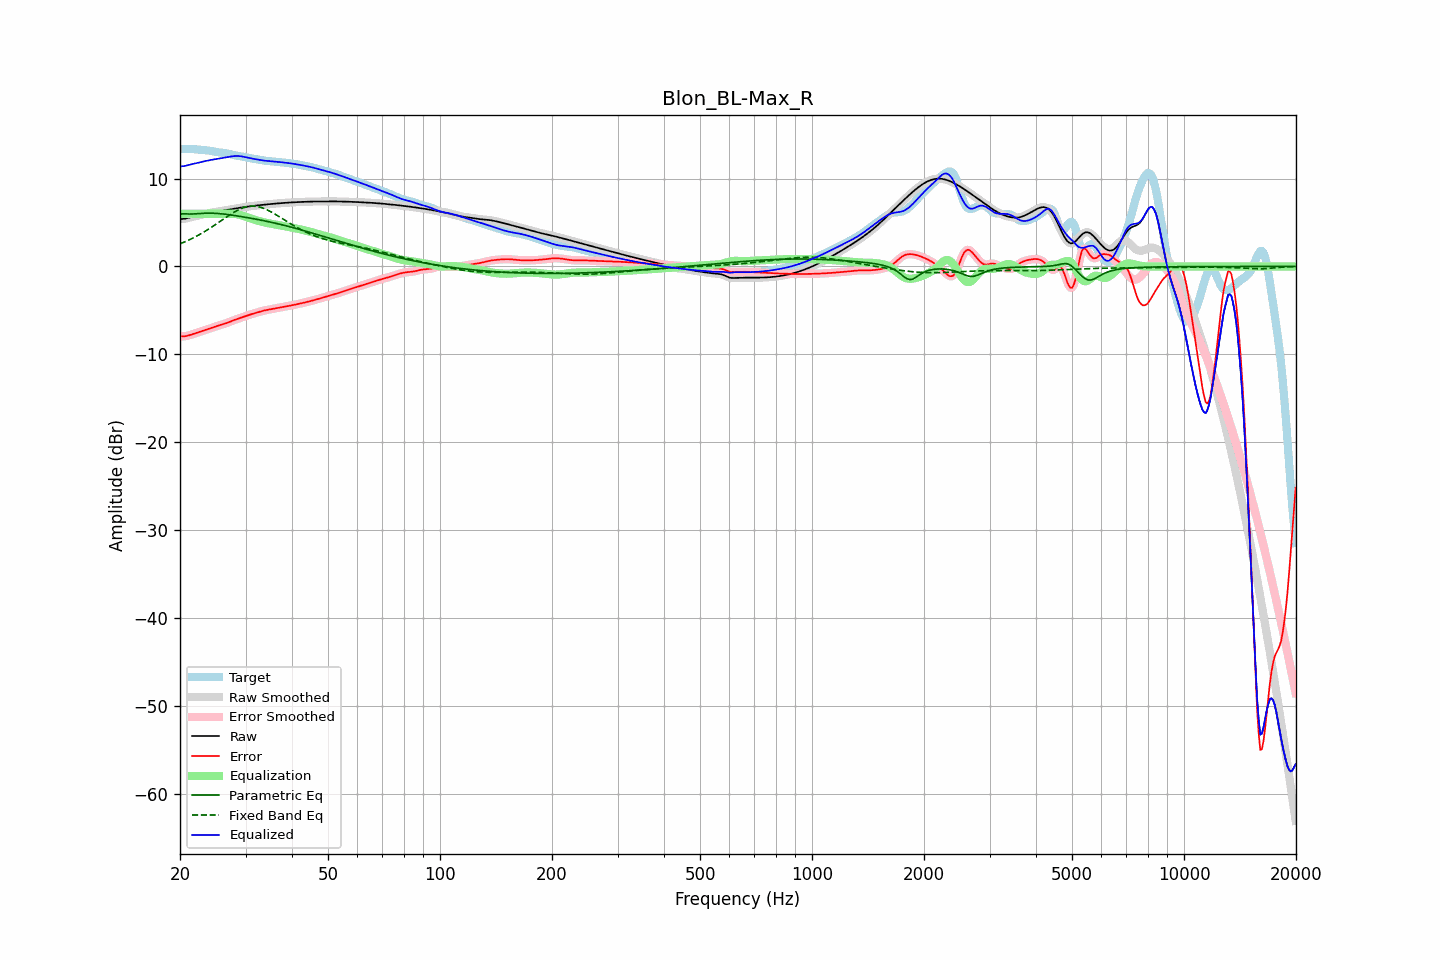 Blon_BL-Max_R
10
0
−10
−20
−30
−40
−50
−60
Amplitude (dBr)
Target
Raw Smoothed
Error Smoothed
Raw
Error
Equalization
Parametric Eq
Fixed Band Eq
Equalized
20 50 100 200 500 1000 2000 5000 10000 20000
Frequency (Hz)